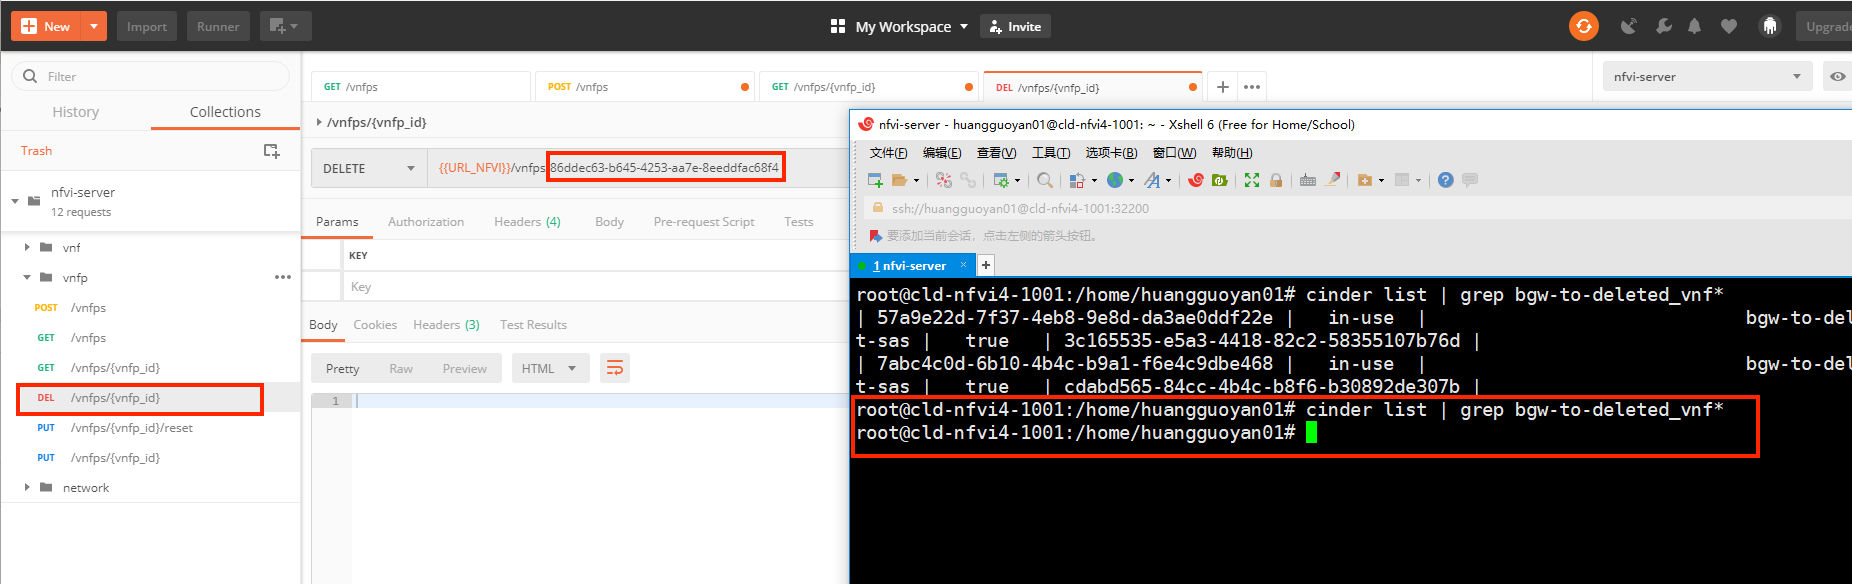 New
Import
Runner
My Workspace
Invite
Upgrade
Filter
History
Collections
Trash
nfvi-server
12 requests
vnf
vnfp
POST /vnfps
GET /vnfps
GET /vnfps/{vnfp_id}
DEL /vnfps/{vnfp_id}
PUT /vnfps/{vnfp_id}/reset
PUT /vnfps/{vnfp_id}
network
GET /vnfps
POST /vnfps
GET /vnfps/{vnfp_id}
DEL /vnfps/{vnfp_id}
nfvi-server
/vnfps/{vnfp_id}
DELETE
{{URL_NFVI}}/vnfps/86ddec63-b645-4253-aa7e-8eeddfac68f4
Params Authorization Headers (4) Body Pre-request Script Tests
KEY
Key
Body Cookies Headers (3) Test Results
Pretty Raw Preview HTML
1
nfvi-server - huangguoyan01@cld-nfvi4-1001: ~ - Xshell 6 (Free for Home/School)
文件(F) 编辑(E) 查看(V) 工具(T) 选项卡(B) 窗口(W) 帮助(H)
ssh://huangguoyan01@cld-nfvi4-1001:32200
要添加当前会话，点击左侧的箭头按钮。
1 nfvi-server × +
root@cld-nfvi4-1001:/home/huangguoyan01# cinder list | grep bgw-to-deleted_vnf*
| 57a9e22d-7f37-4eb8-9e8d-da3ae0ddf22e | in-use | bgw-to-del
t-sas | true | 3c165535-e5a3-4418-82c2-58355107b76d |
| 7abc4c0d-6b10-4b4c-b9a1-f6e4c9dbe468 | in-use | bgw-to-del
t-sas | true | cdabd565-84cc-4b4c-b8f6-b30892de307b |
root@cld-nfvi4-1001:/home/huangguoyan01# cinder list | grep bgw-to-deleted_vnf*
root@cld-nfvi4-1001:/home/huangguoyan01#